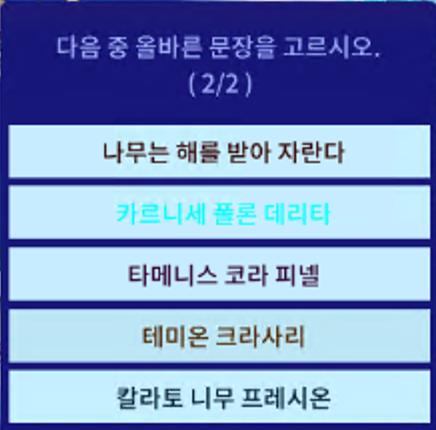 다음 중 올바른 문장을 고르시오.
( 2/2 )
나무는 해를 받아 자란다
카르니세 폴론 데리타
타메니스 코라 피넬
테미온 크라사리
칼라토 니무 프레시온